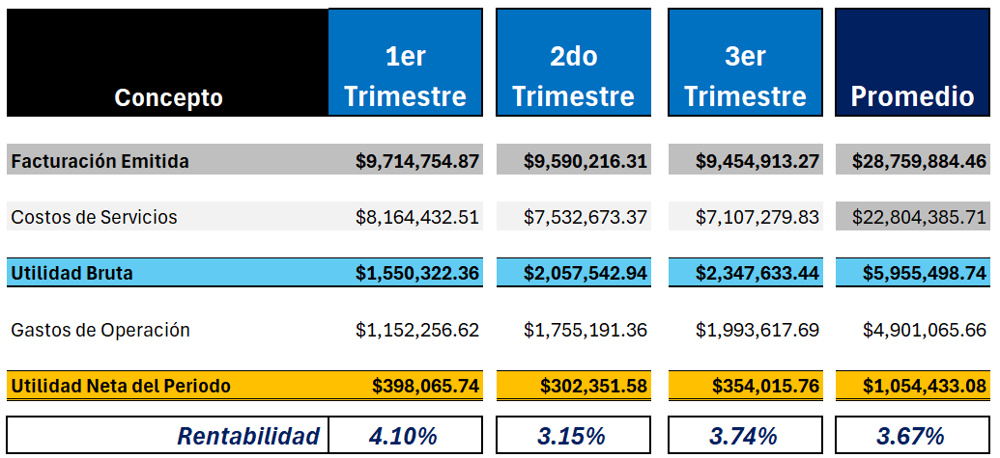 Concepto 1er Trimestre 2do Trimestre 3er Trimestre Promedio
Facturación Emitida $9,714,754.87 $9,590,216.31 $9,454,913.27 $28,759,884.46
Costos de Servicios $8,164,432.51 $7,532,673.37 $7,107,279.83 $22,804,385.71
Utilidad Bruta $1,550,322.36 $2,057,542.94 $2,347,633.44 $5,955,498.74
Gastos de Operación $1,152,256.62 $1,755,191.36 $1,993,617.69 $4,901,065.66
Utilidad Neta del Periodo $398,065.74 $302,351.58 $354,015.76 $1,054,433.08
Rentabilidad 4.10% 3.15% 3.74% 3.67%